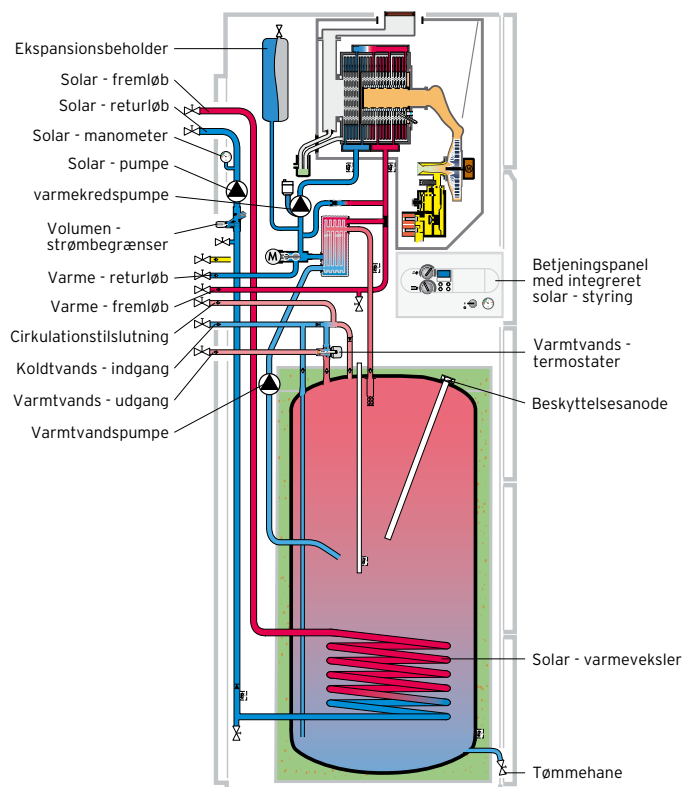 Ekspansionsbeholder
Solar - fremløb
Solar - returløb
Solar - manometer
Solar - pumpe
varmekredspumpe
Volumen -
strømbegrænser
M
Varme - returløb
Varme - fremløb
Cirkulationstilslutning
Koldtvands - indgang
Varmtvands - udgang
Varmtvandspumpe
Betjeningspanel
med integreret
solar - styring
Varmtvands -
termostater
Beskyttelsesanode
Solar - varmeveksler
Tømmehane